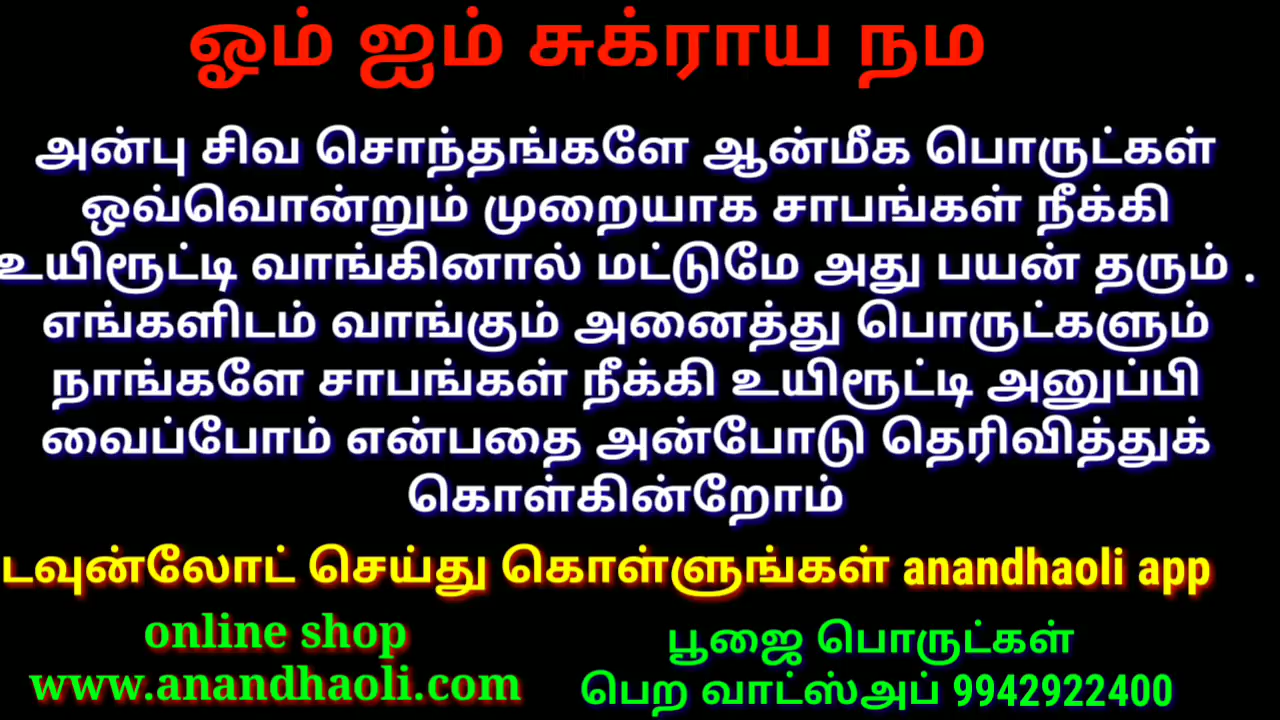 ஓம் ஐம் சுக்ராய நம
அன்பு சிவ சொந்தங்களே ஆன்மீக பொருட்கள்
ஒவ்வொன்றும் முறையாக சாபங்கள் நீக்கி
உயிரூட்டி வாங்கினால் மட்டுமே அது பயன் தரும் .
எங்களிடம் வாங்கும் அனைத்து பொருட்களும்
நாங்களே சாபங்கள் நீக்கி உயிரூட்டி அனுப்பி
வைப்போம் என்பதை அன்போடு தெரிவித்துக்
கொள்கின்றோம்
டவுன்லோட் செய்து கொள்ளுங்கள் anandhaoli app
online shop
www.anandhaoli.com
பூஜை பொருட்கள்
பெற வாட்ஸ்அப் 9942922400